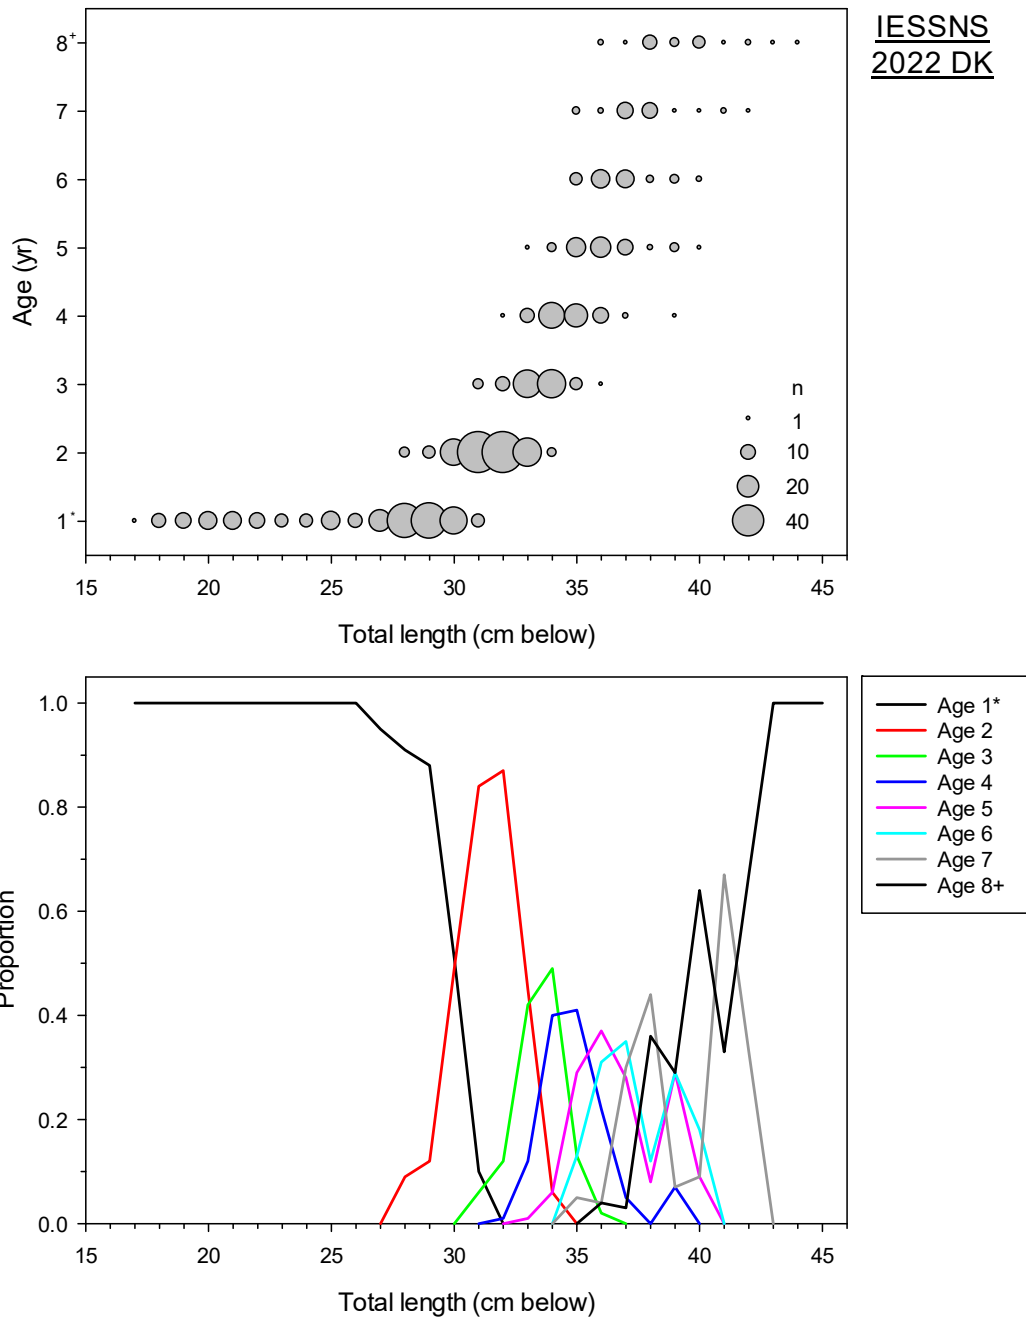 IESSNS
2022 DK
8+
7
6
5
4
3
2
1*
Age (yr)
n
1
10
20
40
15 20 25 30 35 40 45
Total length (cm below)
1.0
0.8
0.6
0.4
0.2
0.0
Proportion
15 20 25 30 35 40 45
Total length (cm below)
Age 1*
Age 2
Age 3
Age 4
Age 5
Age 6
Age 7
Age 8+